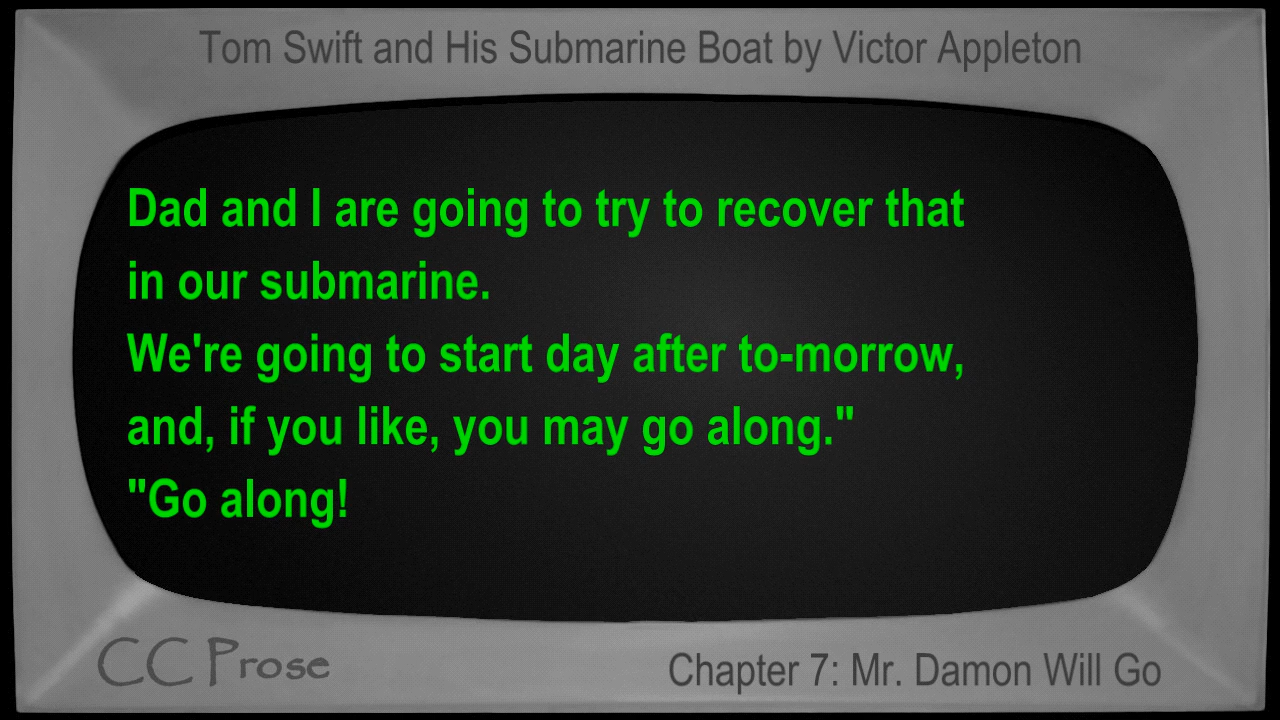 Tom Swift and His Submarine Boat by Victor Appleton
Dad and I are going to try to recover that
in our submarine.
We're going to start day after to-morrow,
and, if you like, you may go along."
"Go along!
CC Prose
Chapter 7: Mr. Damon Will Go